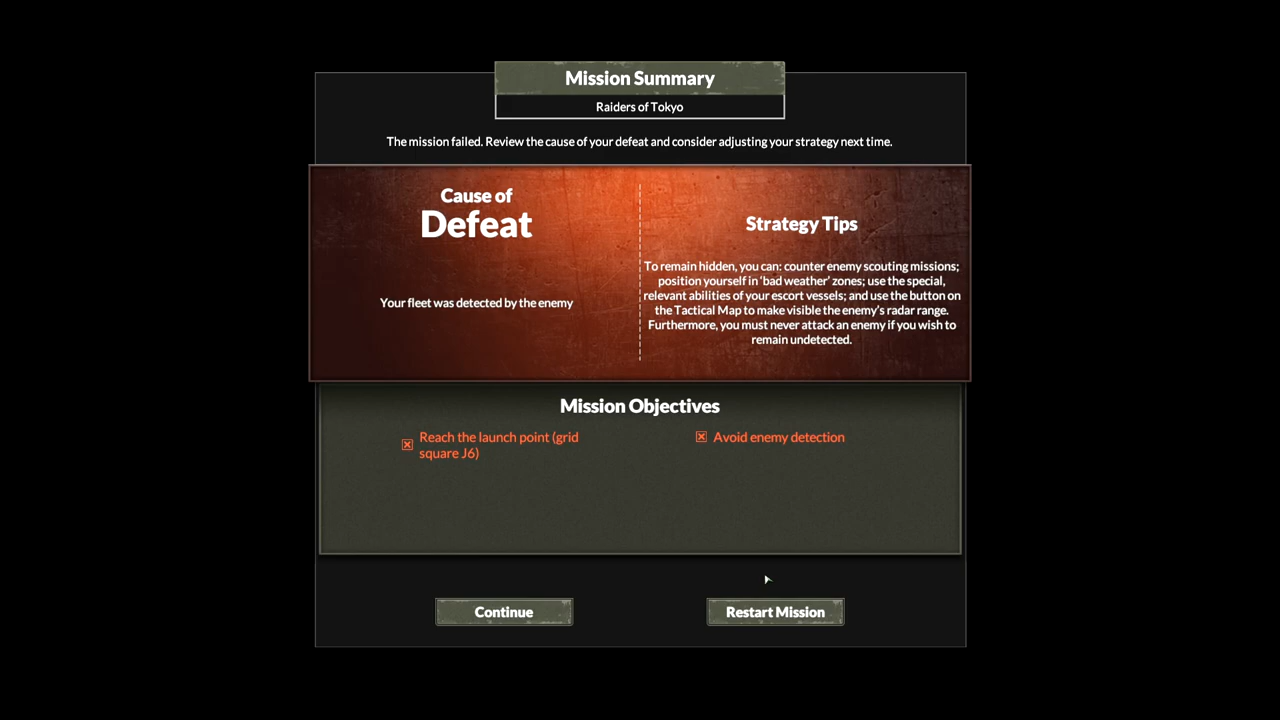 Mission Summary
Raiders of Tokyo
The mission failed. Review the cause of your defeat and consider adjusting your strategy next time.
Cause of
Defeat
Your fleet was detected by the enemy
Strategy Tips
To remain hidden, you can: counter enemy scouting missions;
position yourself in ‘bad weather’ zones; use the special,
relevant abilities of your escort vessels; and use the button on
the Tactical Map to make visible the enemy’s radar range.
Furthermore, you must never attack an enemy if you wish to
remain undetected.
Mission Objectives
Reach the launch point (grid
square J6)
Avoid enemy detection
Continue
Restart Mission